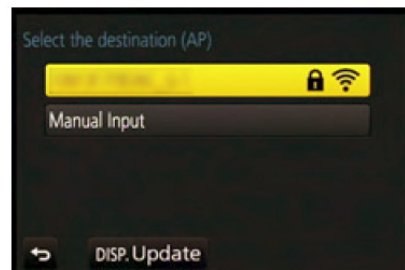 Select the destination (AP)
Manual Input
DISP. Update